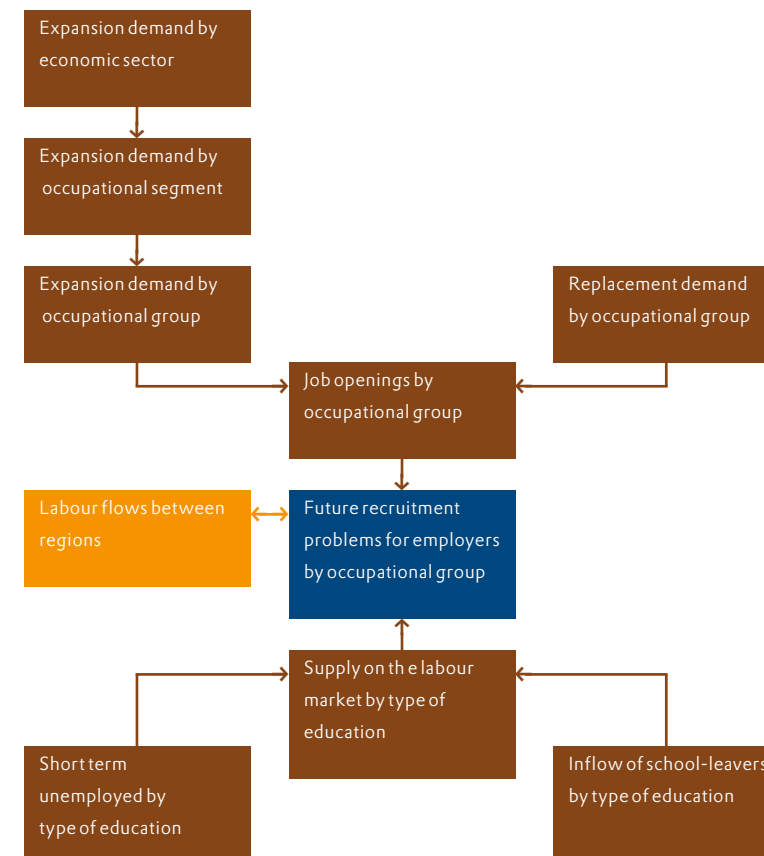 Expansion demand by
economic sector
Expansion demand by
occupational segment
Expansion demand by
occupational group
Replacement demand
by occupational group
Job openings by
occupational group
Labour flows between
regions
Future recruitment
problems for employers
by occupational group
Supply on the labour
market by type of
education
Short term
unemployed by
type of education
Inflow of school-leavers
by type of education